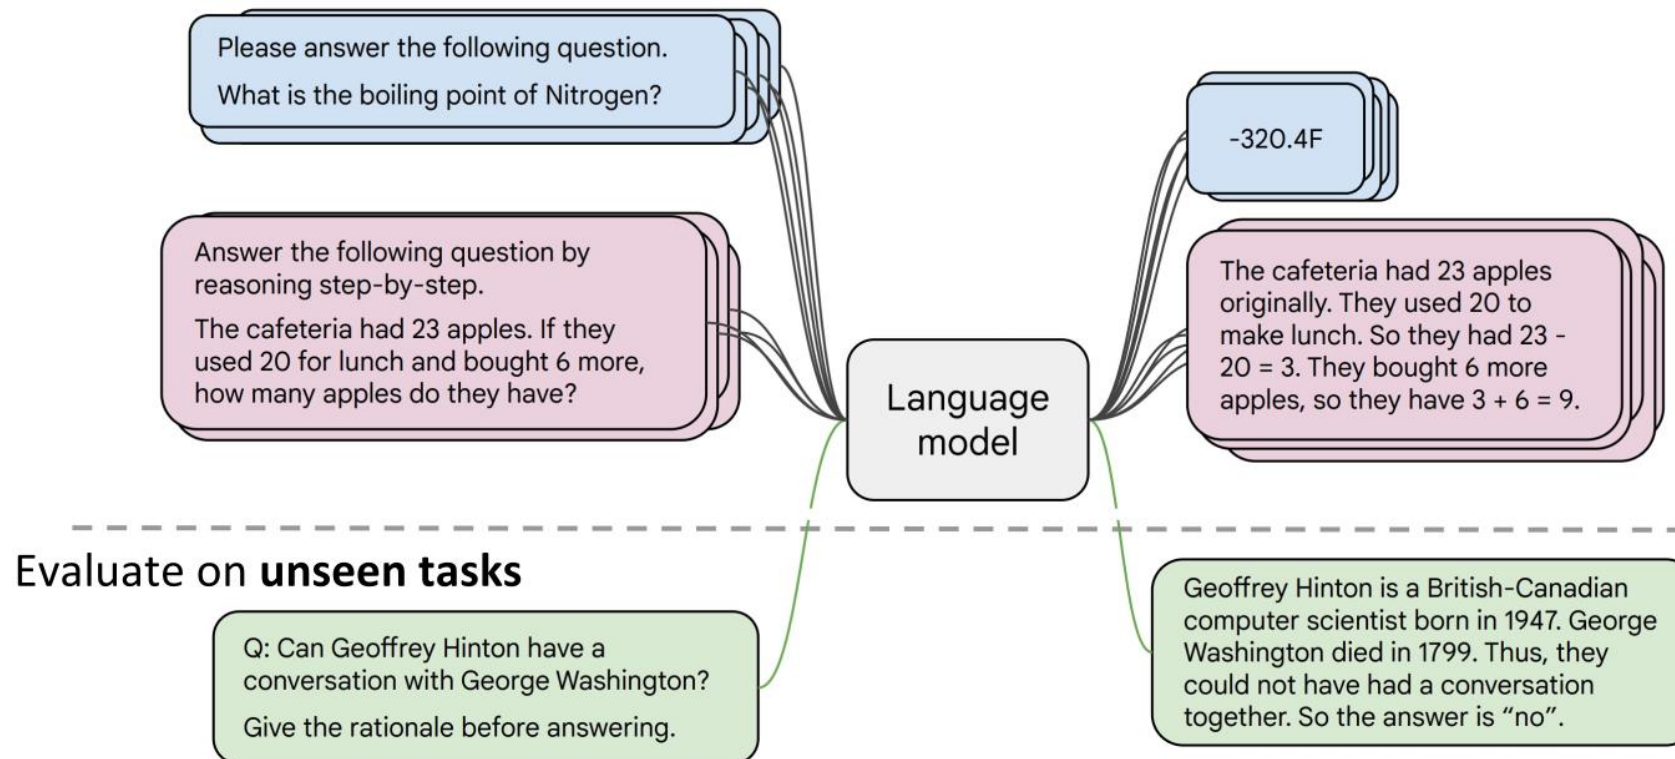 Please answer the following question.
What is the boiling point of Nitrogen?
-320.4F
Answer the following question by
reasoning step-by-step.
The cafeteria had 23 apples. If they
used 20 for lunch and bought 6 more,
how many apples do they have?
Language
model
The cafeteria had 23 apples
originally. They used 20 to
make lunch. So they had 23 -
20 = 3. They bought 6 more
apples, so they have 3 + 6 = 9.
Evaluate on unseen tasks
Q: Can Geoffrey Hinton have a
conversation with George Washington?
Give the rationale before answering.
Geoffrey Hinton is a British-Canadian
computer scientist born in 1947. George
Washington died in 1799. Thus, they
could not have had a conversation
together. So the answer is “no”.